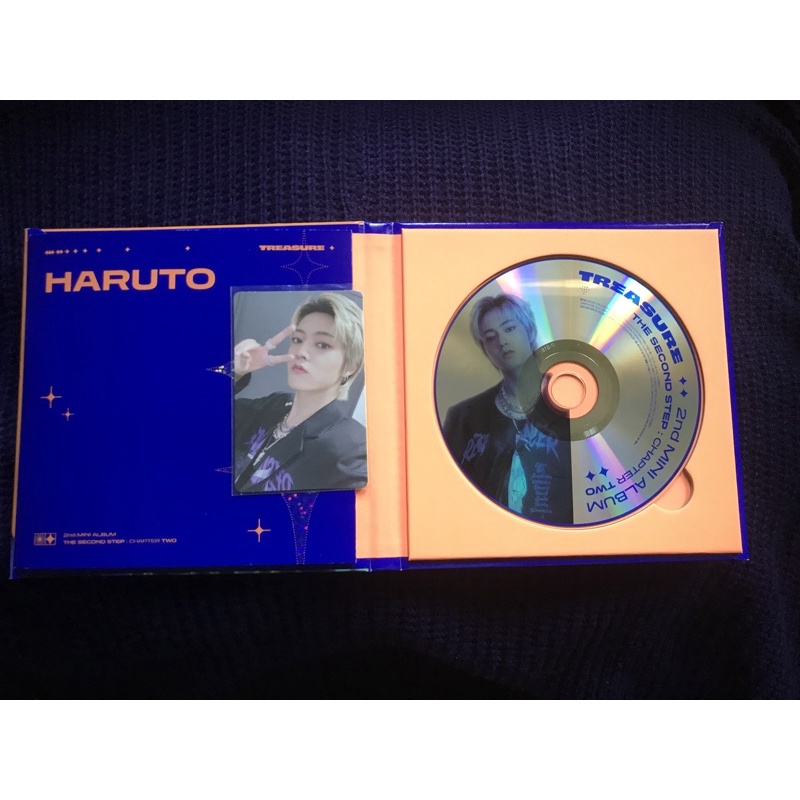 TREASURE
HARUTO
2nd MINI ALBUM
THE SECOND STEP : CHAPTER TWO
TREASURE
THE SECOND STEP : CHAPTER TWO
2nd MINI ALBUM